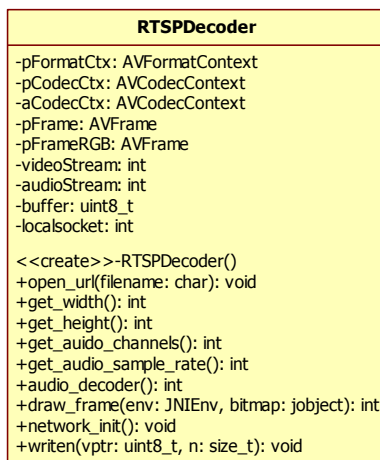 RTSPDecoder
-pFormatCtx: AVFormatContext
-pCodecCtx: AVCodecContext
-aCodecCtx: AVCodecContext
-pFrame: AVFrame
-pFrameRGB: AVFrame
-videoStream: int
-audioStream: int
-buffer: uint8_t
-localsocket: int
<<create>>-RTSPDecoder()
+open_url(filename: char): void
+get_width(): int
+get_height(): int
+get_auido_channels(): int
+get_audio_sample_rate(): int
+audio_decoder(): int
+draw_frame(env: JNIEnv, bitmap: jobject): int
+network_init(): void
+writen(vptr: uint8_t, n: size_t): void